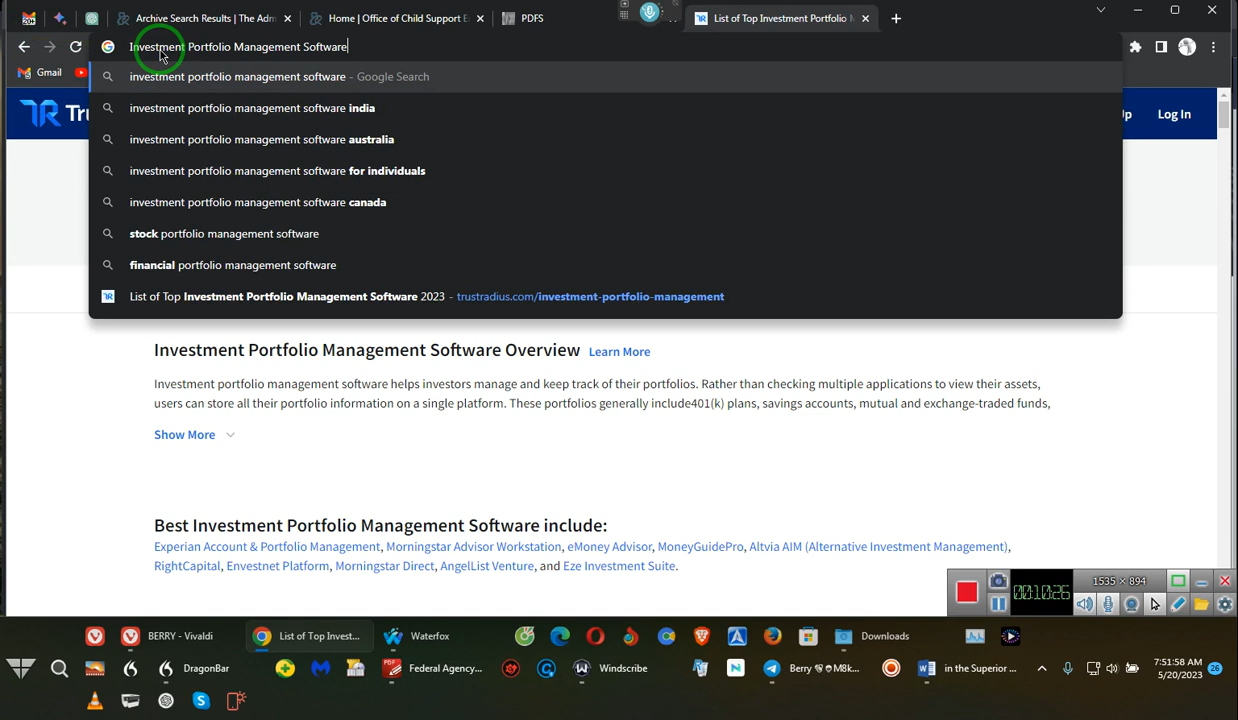 Archive Search Results | The Adm
Home | Office of Child Support E
PDFS
List of Top Investment Portfolio M
Investment Portfolio Management Software
Gmail
investment portfolio management software - Google Search
investment portfolio management software india
investment portfolio management software australia
investment portfolio management software for individuals
investment portfolio management software canada
stock portfolio management software
financial portfolio management software
List of Top Investment Portfolio Management Software 2023 - trustradius.com/investment-portfolio-management
Tru
Up
Log In
Investment Portfolio Management Software Overview Learn More
Investment portfolio management software helps investors manage and keep track of their portfolios. Rather than checking multiple applications to view their assets,
users can store all their portfolio information on a single platform. These portfolios generally include401(k) plans, savings accounts, mutual and exchange-traded funds,
Show More
Best Investment Portfolio Management Software include:
Experian Account & Portfolio Management, Morningstar Advisor Workstation, eMoney Advisor, MoneyGuidePro, Altvia AIM (Alternative Investment Management),
RightCapital, Envestnet Platform, Morningstar Direct, AngelList Venture, and Eze Investment Suite.
00:10:26
1535 × 894
BERRY - Vivaldi
List of Top Invest...
Waterfox
Downloads
DragonBar
Federal Agency...
Windscribe
Berry
in the Superior ...
7:51:58 AM
5/20/2023
26